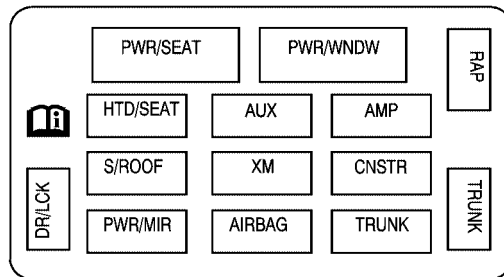 PWR/SEAT
PWR/WNDW
RAP
HTD/SEAT
AUX
AMP
i
S/ROOF
XM
CNSTR
DR/LCK
TRUNK
PWR/MIR
AIRBAG
TRUNK